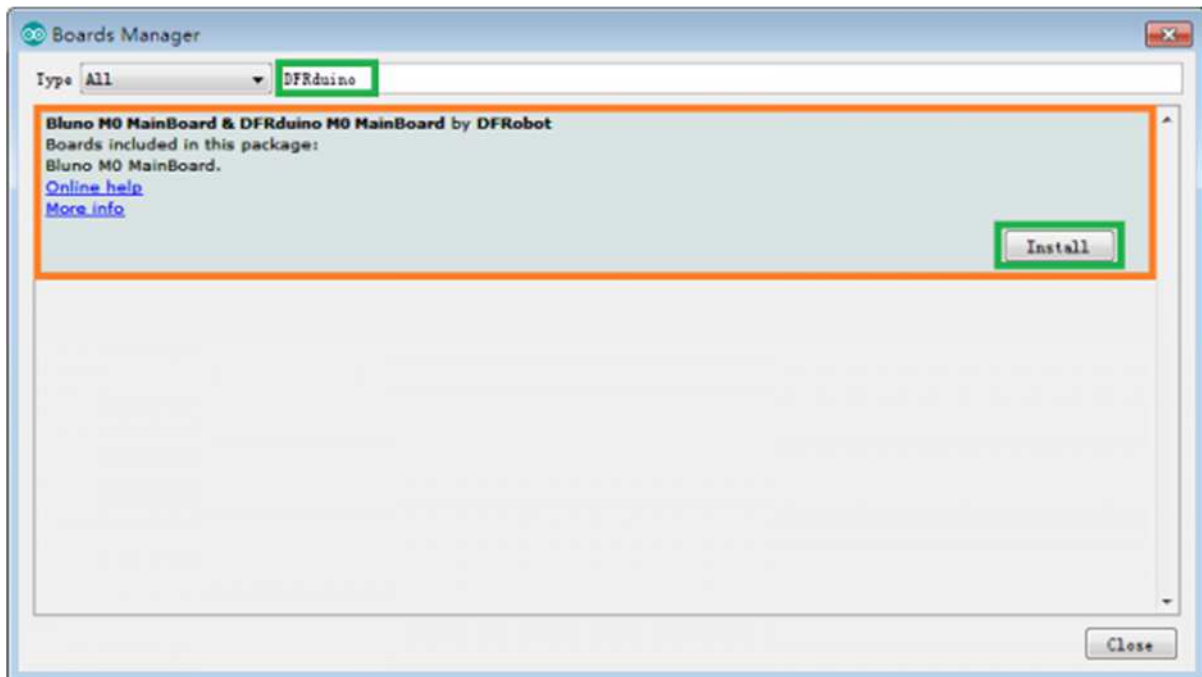 Boards Manager
Type All DFRduino
Bluno M0 MainBoard & DFRduino M0 MainBoard by DFRobot
Boards included in this package:
Bluno M0 MainBoard.
Online help
More info
Install
Close